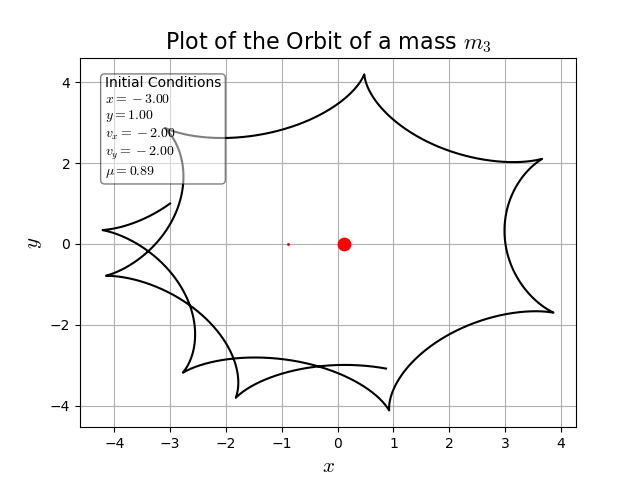 Plot of the Orbit of a mass m₃
Initial Conditions
x = −3.00
y = 1.00
vₓ = −2.00
v_y = −2.00
μ = 0.89
4
2
0
−2
−4
y
−4 −3 −2 −1 0 1 2 3 4
x